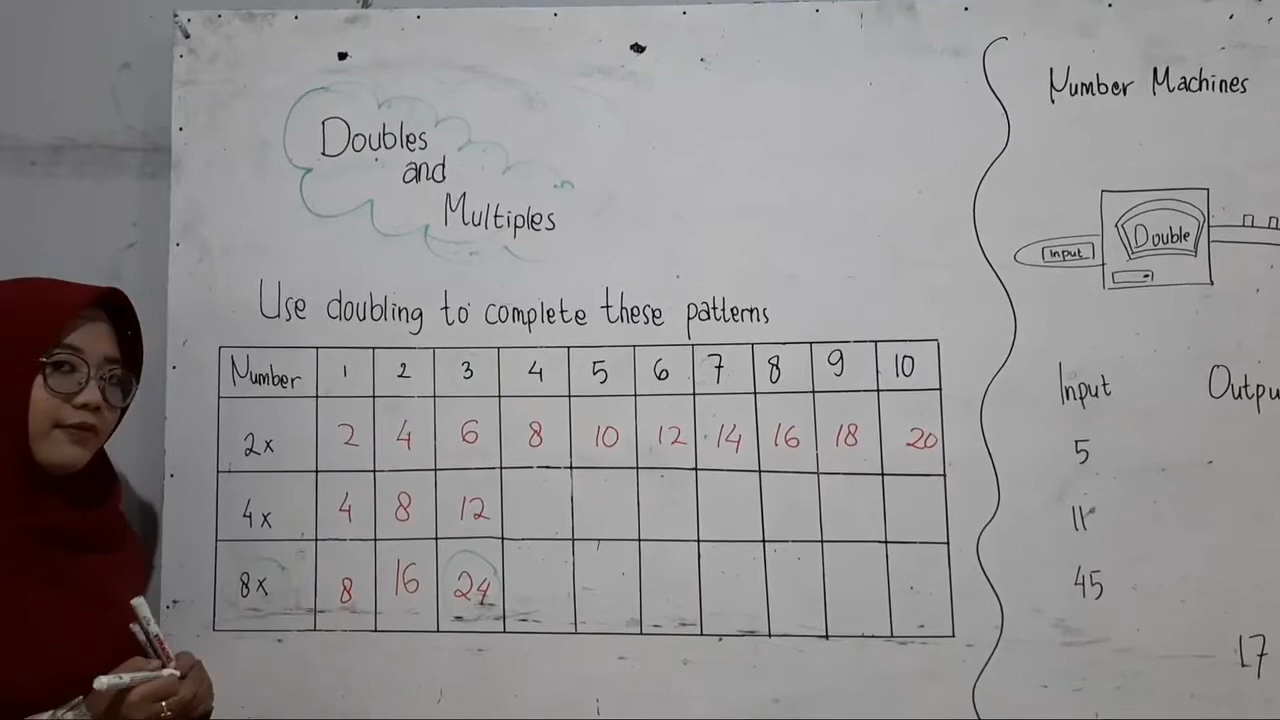 Doubles
and
Multiples
Use doubling to complete these patterns
Number 1 2 3 4 5 6 7 8 9 10
2x 2 4 6 8 10 12 14 16 18 20
4x 4 8 12
8x 8 16 24
Number Machines
Input
Double
Input Outpu
5
11
45
17